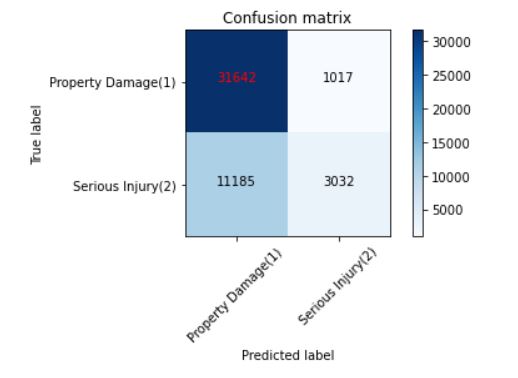 Confusion matrix
Property Damage(1)
31642
1017
Serious Injury(2)
11185
3032
True label
Property Damage(1)
Serious Injury(2)
Predicted label
30000
25000
20000
15000
10000
5000